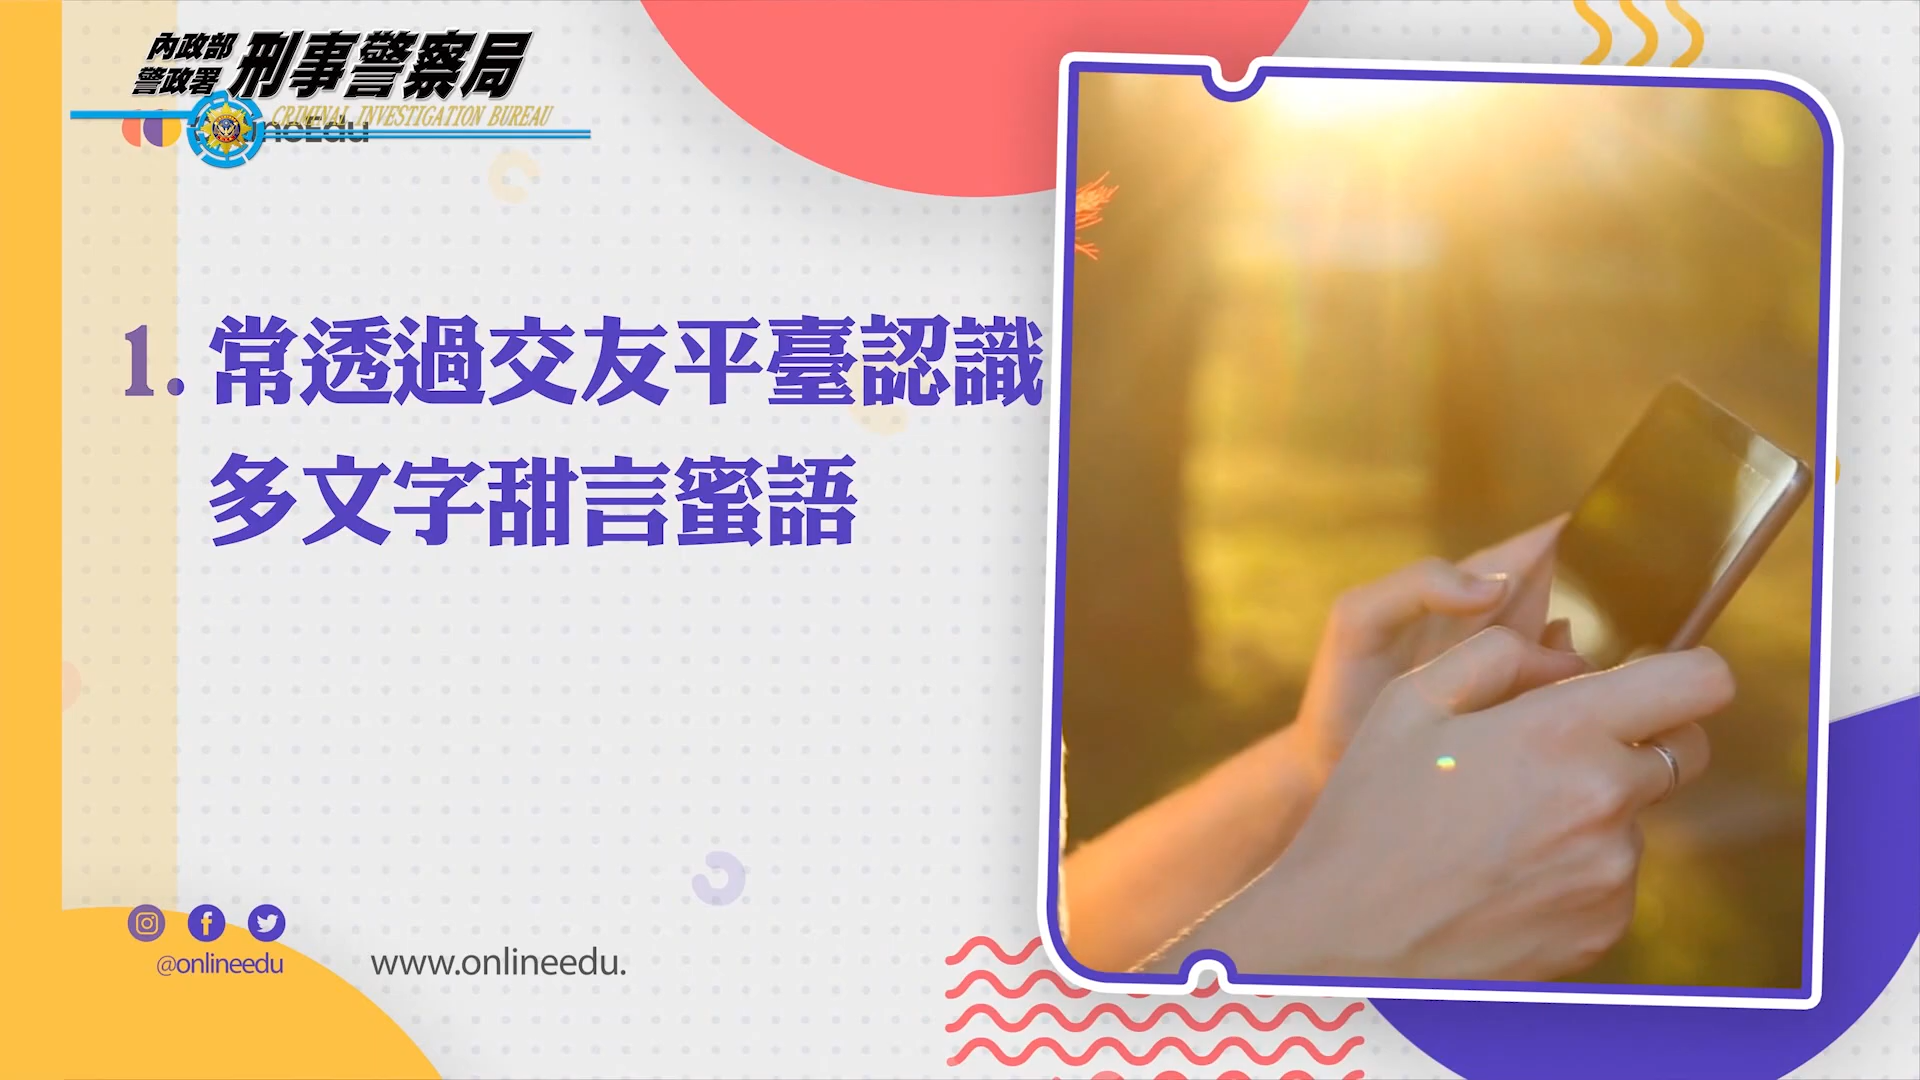 內政部
警政署
刑事警察局
CRIMINAL INVESTIGATION BUREAU
1. 常透過交友平臺認識
多文字甜言蜜語
@onlineedu
www.onlineedu.